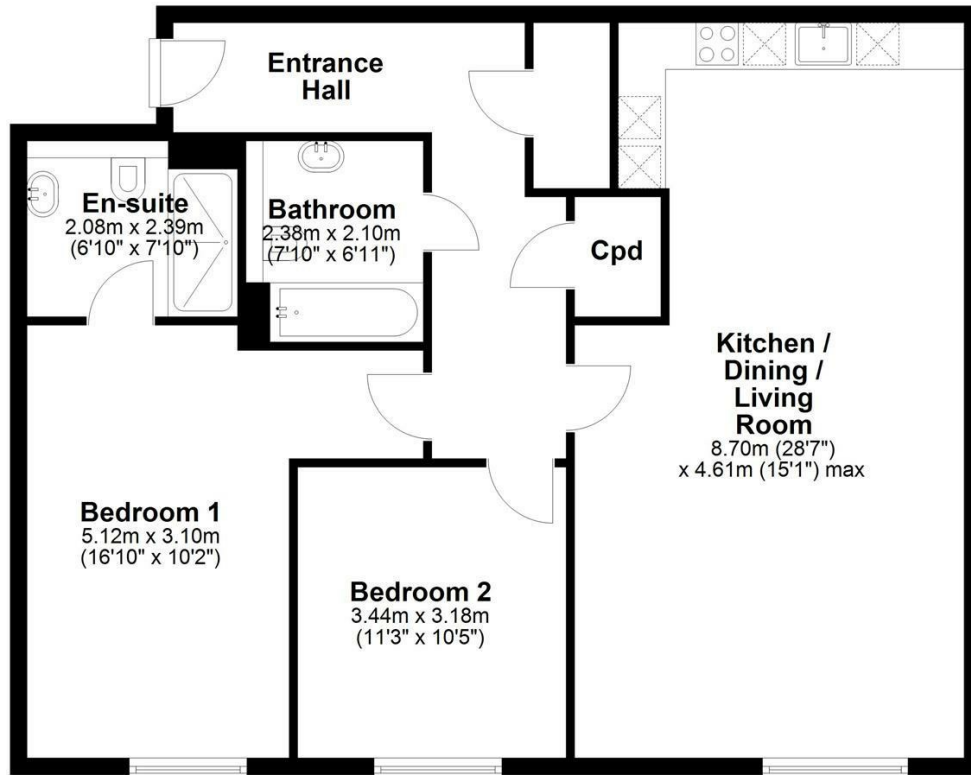 Entrance
Hall
En-suite
2.08m x 2.39m
(6'10" x 7'10")
Bathroom
2.38m x 2.10m
(7'10" x 6'11")
Cpd
Kitchen /
Dining /
Living
Room
8.70m (28'7")
x 4.61m (15'1") max
Bedroom 1
5.12m x 3.10m
(16'10" x 10'2")
Bedroom 2
3.44m x 3.18m
(11'3" x 10'5")